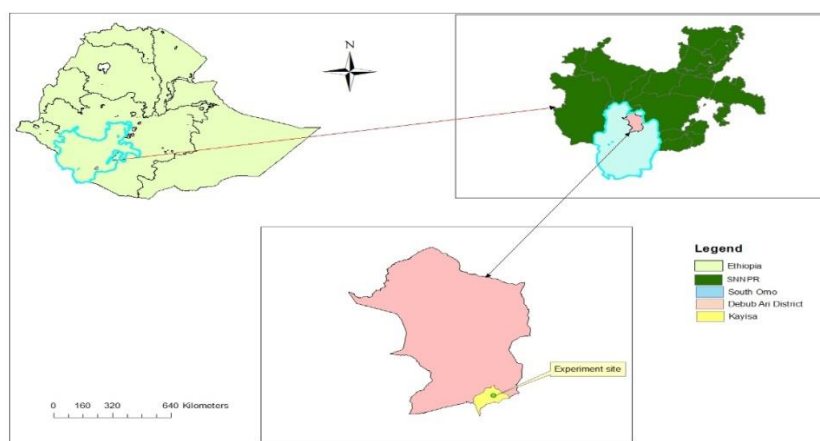 N
Legend
Ethiopia
SNNPR
South Omo
Debub Ari District
Kayisa
Experiment site
0 160 320 640 Kilometers